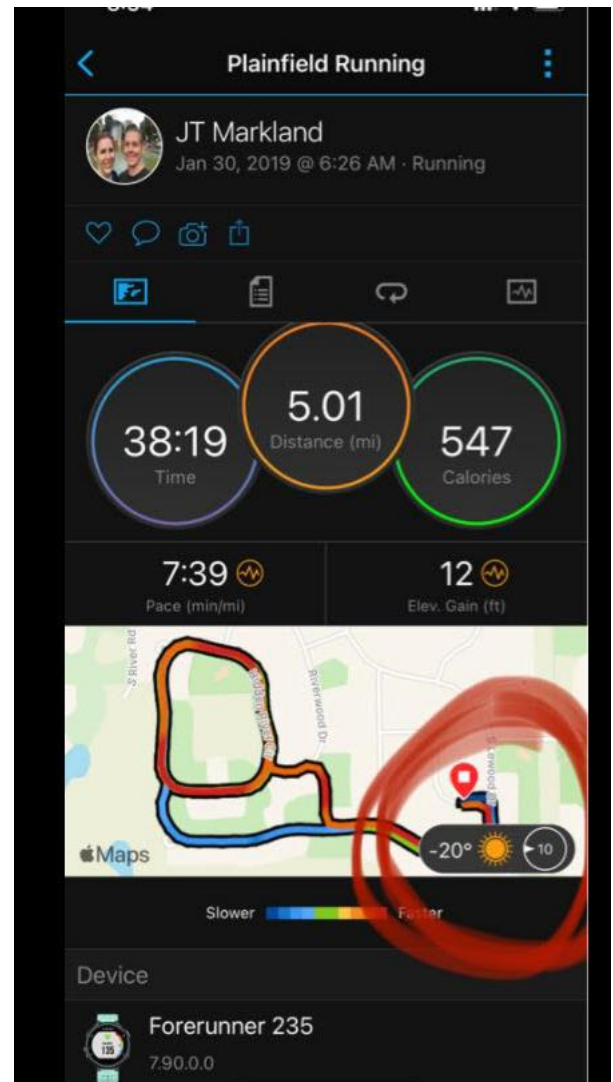 Plainfield Running
JT Markland
Jan 30, 2019 @ 6:26 AM · Running
5.01
Distance (mi)
38:19
Time
547
Calories
7:39
Pace (min/mi)
12
Elev. Gain (ft)
S River Rd
Riverwood Dr
-20°
10
Maps
Slower
Faster
Device
Forerunner 235
7.90.0.0